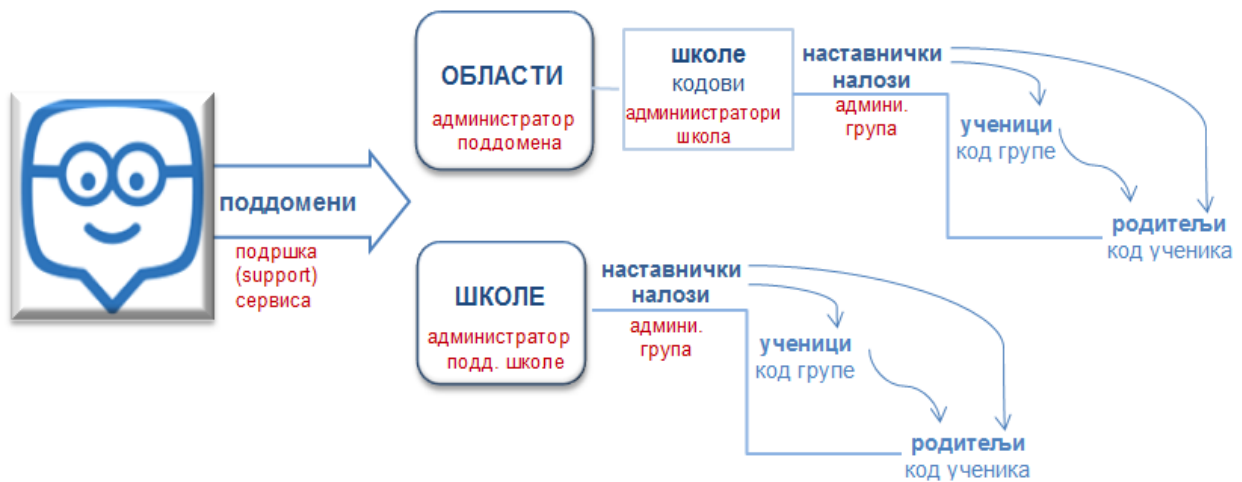 поддомени
подршка
(support)
сервиса
ОБЛАСТИ
администратор
поддомена
школе
кодови
админиистратори
школа
наставнички
налози
админи.
група
ученици
код групе
родитељи
код ученика
ШКОЛЕ
администратор
подд. школе
наставнички
налози
админи.
група
ученици
код групе
родитељи
код ученика